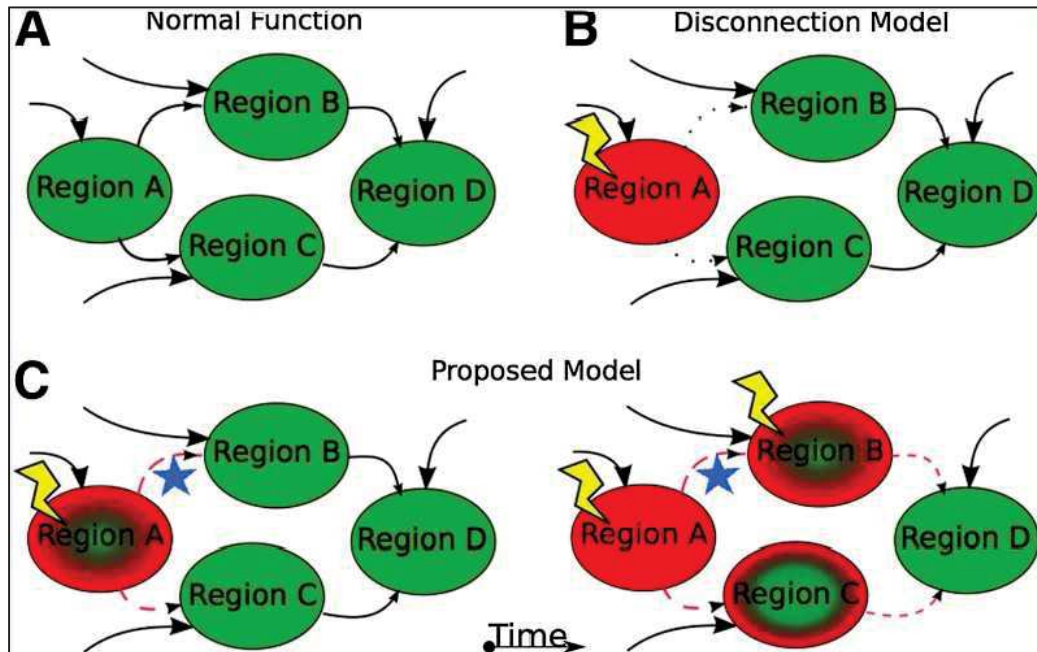 A
Normal Function
B
Disconnection Model
Region B
Region A
Region D
Region C
Region B
Region A
Region D
Region C
C
Proposed Model
Region B
Region A
Region D
Region C
Region B
Region A
Region D
Region C
Time